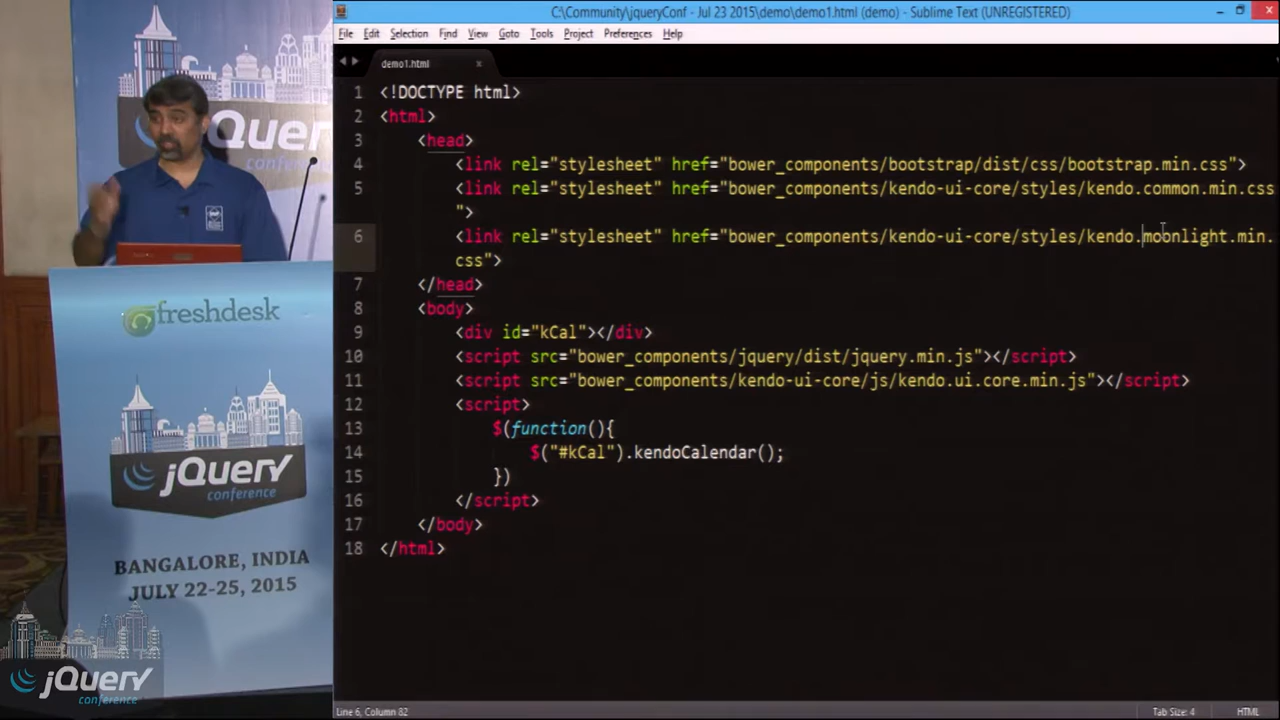 jQuery
conference
freshdesk
jQuery
conference
BANGALORE, INDIA
JULY 22-25, 2015
jQuery
conference
C:\Community\jqueryConf - Jul 23 2015\demo\demo1.html (demo) - Sublime Text (UNREGISTERED)
File Edit Selection Find View Goto Tools Project Preferences Help
demo1.html
1 <!DOCTYPE html>
2 <html>
3 <head>
4 <link rel="stylesheet" href="bower_components/bootstrap/dist/css/bootstrap.min.css">
5 <link rel="stylesheet" href="bower_components/kendo-ui-core/styles/kendo.common.min.css
">
6 <link rel="stylesheet" href="bower_components/kendo-ui-core/styles/kendo.moonlight.min.
css">
7 </head>
8 <body>
9 <div id="kCal"></div>
10 <script src="bower_components/jquery/dist/jquery.min.js"></script>
11 <script src="bower_components/kendo-ui-core/js/kendo.ui.core.min.js"></script>
12 <script>
13 $(function(){
14 $("#kCal").kendoCalendar();
15 })
16 </script>
17 </body>
18 </html>
Line 6, Column 82
Tab Size: 4
HTML